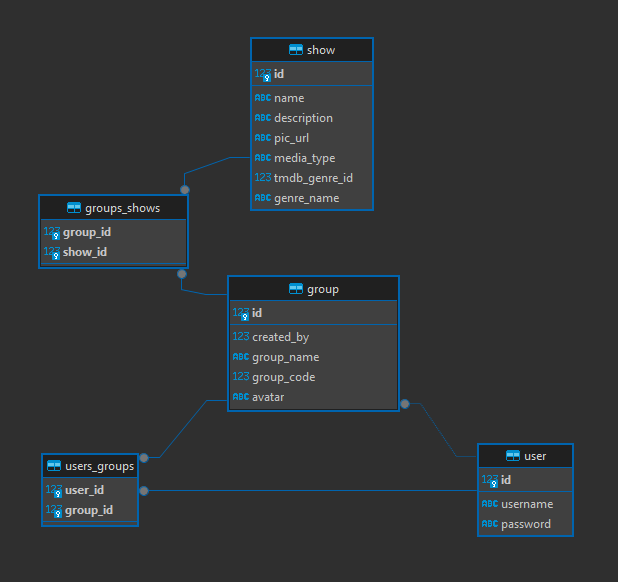 show
123 id
ABC name
ABC description
ABC pic_url
ABC media_type
123 tmdb_genre_id
ABC genre_name
groups_shows
123 group_id
123 show_id
group
123 id
123 created_by
ABC group_name
123 group_code
ABC avatar
users_groups
123 user_id
123 group_id
user
123 id
ABC username
ABC password